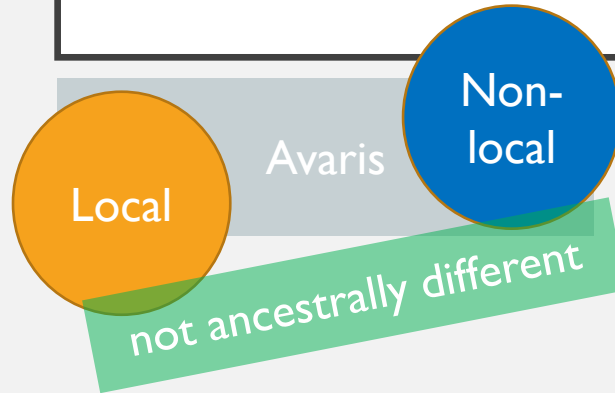 Non-
local
Avaris
Local
not ancestrally different